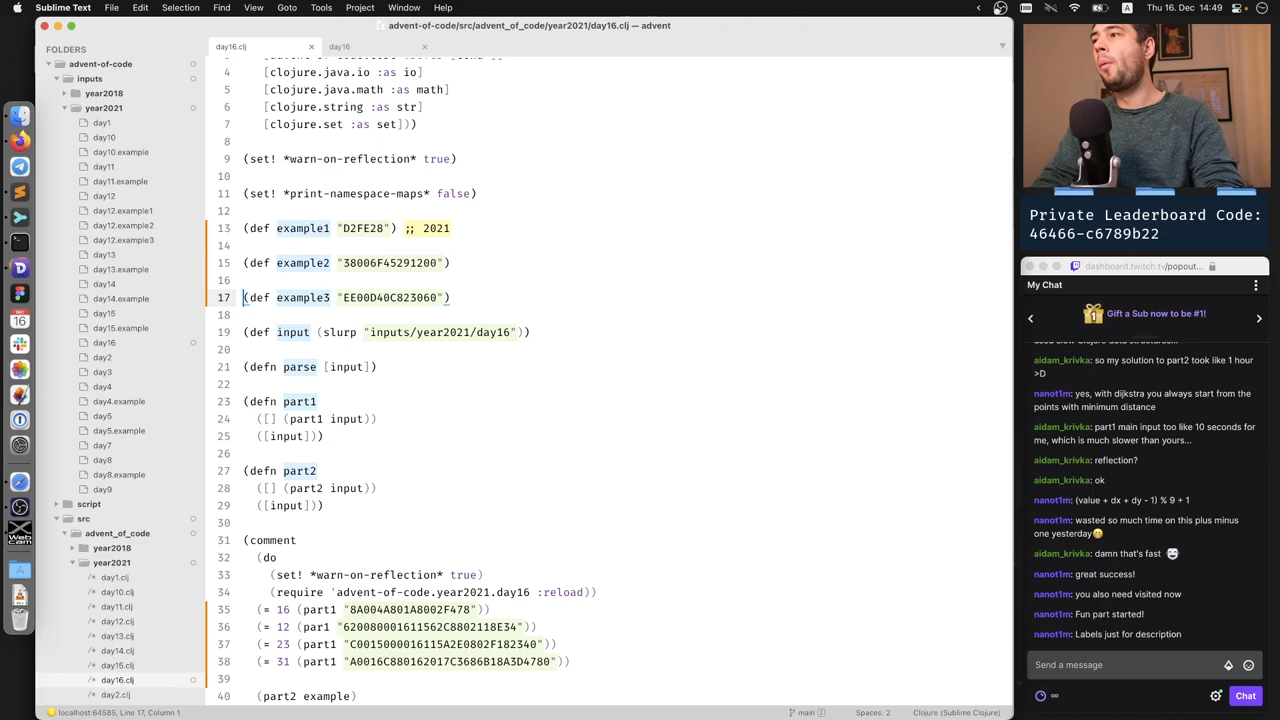 Sublime Text File Edit Selection Find View Goto Tools Project Window Help
Thu 16. Dec 14:49
advent-of-code/src/advent_of_code/year2021/day16.clj — advent
FOLDERS
advent-of-code
inputs
year2018
year2021
day1
day10
day10.example
day11
day11.example
day12
day12.example1
day12.example2
day12.example3
day13
day13.example
day14
day14.example
day15
day15.example
day16
day2
day3
day4
day4.example
day5
day5.example
day7
day8
day8.example
day9
script
src
advent_of_code
year2018
year2021
/* day1.clj
/* day10.clj
/* day11.clj
/* day12.clj
/* day13.clj
/* day14.clj
/* day15.clj
/* day16.clj
/* day2.clj
day16.clj
day16
4 [clojure.java.io :as io]
5 [clojure.java.math :as math]
6 [clojure.string :as str]
7 [clojure.set :as set]))
8
9 (set! *warn-on-reflection* true)
10
11 (set! *print-namespace-maps* false)
12
13 (def example1 "D2FE28") ;; 2021
14
15 (def example2 "38006F45291200")
16
17 (def example3 "EE00D40C823060")
18
19 (def input (slurp "inputs/year2021/day16"))
20
21 (defn parse [input])
22
23 (defn part1
24 ([] (part1 input))
25 ([input]))
26
27 (defn part2
28 ([] (part2 input))
29 ([input]))
30
31 (comment
32 (do
33 (set! *warn-on-reflection* true)
34 (require 'advent-of-code.year2021.day16 :reload))
35 (= 16 (part1 "8A004A801A8002F478"))
36 (= 12 (part1 "620080001611562C8802118E34"))
37 (= 23 (part1 "C0015000016115A2E0802F182340"))
38 (= 31 (part1 "A0016C880162017C3686B18A3D4780"))
39
40 (part2 example)
localhost:64585, Line 17, Column 1
main 2
Spaces: 2
Clojure (Sublime Clojure)
Private Leaderboard Code:
46466-c6789b22
dashboard.twitch.tv/popout...
My Chat
1 Gift a Sub now to be #1!
used slow Clojure data structures...
aidam_krivka: so my solution to part2 took like 1 hour
>D
nanot1m: yes, with dijkstra you always start from the
points with minimum distance
aidam_krivka: part1 main input too like 10 seconds for
me, which is much slower than yours...
aidam_krivka: reflection?
aidam_krivka: ok
nanot1m: (value + dx + dy - 1) % 9 + 1
nanot1m: wasted so much time on this plus minus
one yesterday
aidam_krivka: damn that's fast
nanot1m: great success!
nanot1m: you also need visited now
nanot1m: Fun part started!
nanot1m: Labels just for description
Send a message
∞
Chat
DEC
16
Web
Cam